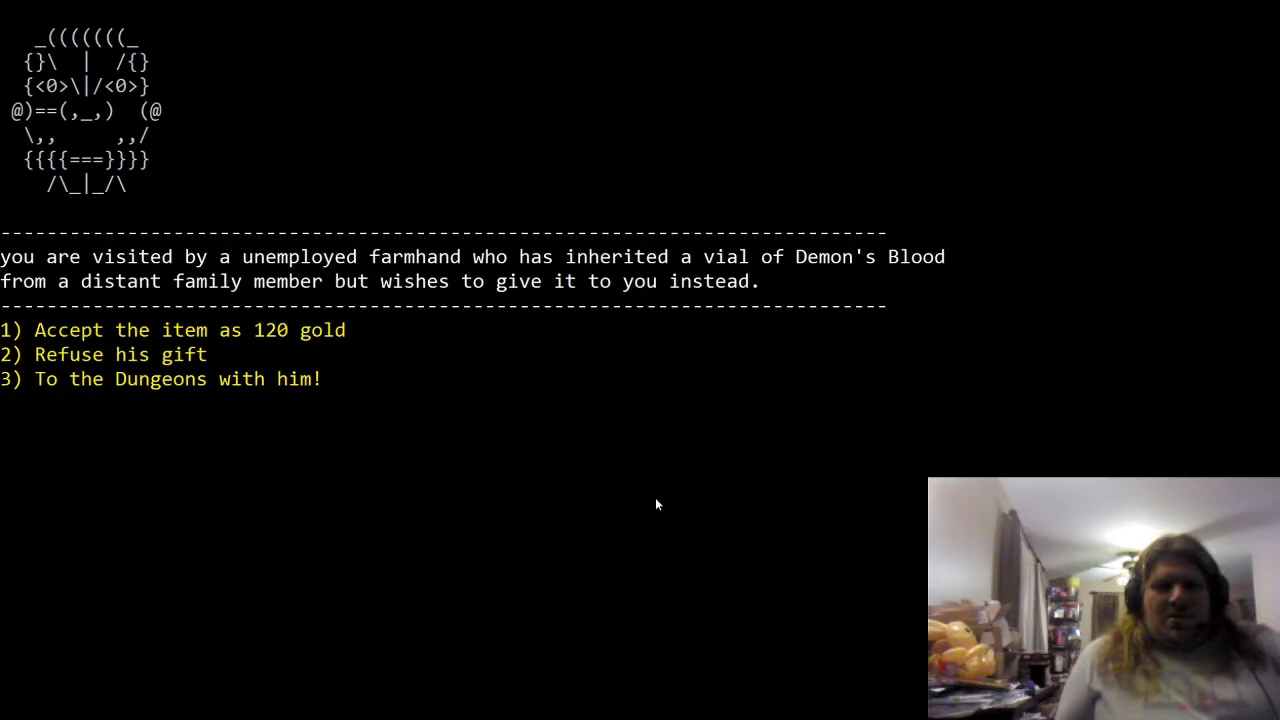 _(((((((_
{}\ | /{}
{<0>\|/<0>}
@)==(,_,) (@
\,, ,,/
{{{{===}}}}
/\_|_/\
-----------------------------------------------------------------------------
you are visited by a unemployed farmhand who has inherited a vial of Demon's Blood
from a distant family member but wishes to give it to you instead.
-----------------------------------------------------------------------------
1) Accept the item as 120 gold
2) Refuse his gift
3) To the Dungeons with him!